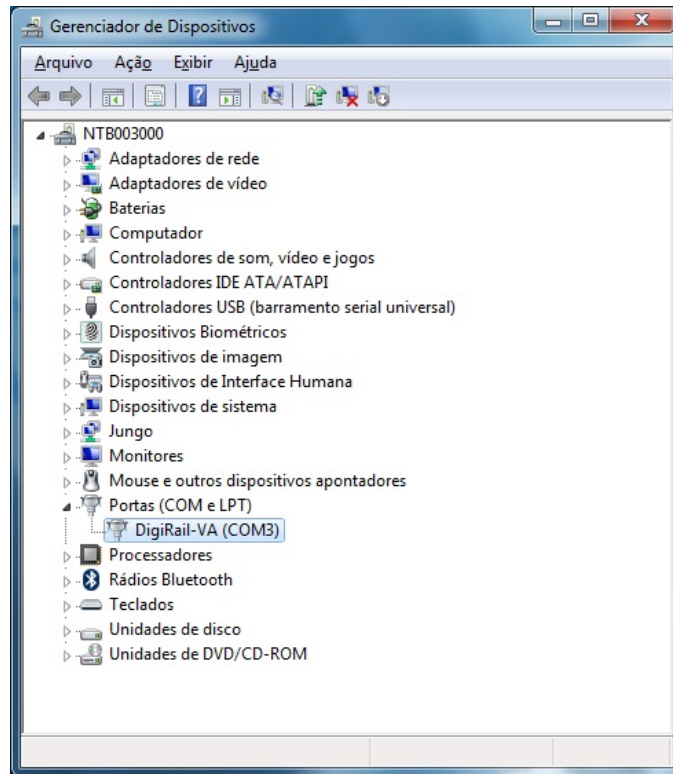 Gerenciador de Dispositivos
Arquivo Ação Exibir Ajuda
NTB003000
Adaptadores de rede
Adaptadores de vídeo
Baterias
Computador
Controladores de som, vídeo e jogos
Controladores IDE ATA/ATAPI
Controladores USB (barramento serial universal)
Dispositivos Biométricos
Dispositivos de imagem
Dispositivos de Interface Humana
Dispositivos de sistema
Jungo
Monitores
Mouse e outros dispositivos apontadores
Portas (COM e LPT)
DigiRail-VA (COM3)
Processadores
Rádios Bluetooth
Teclados
Unidades de disco
Unidades de DVD/CD-ROM